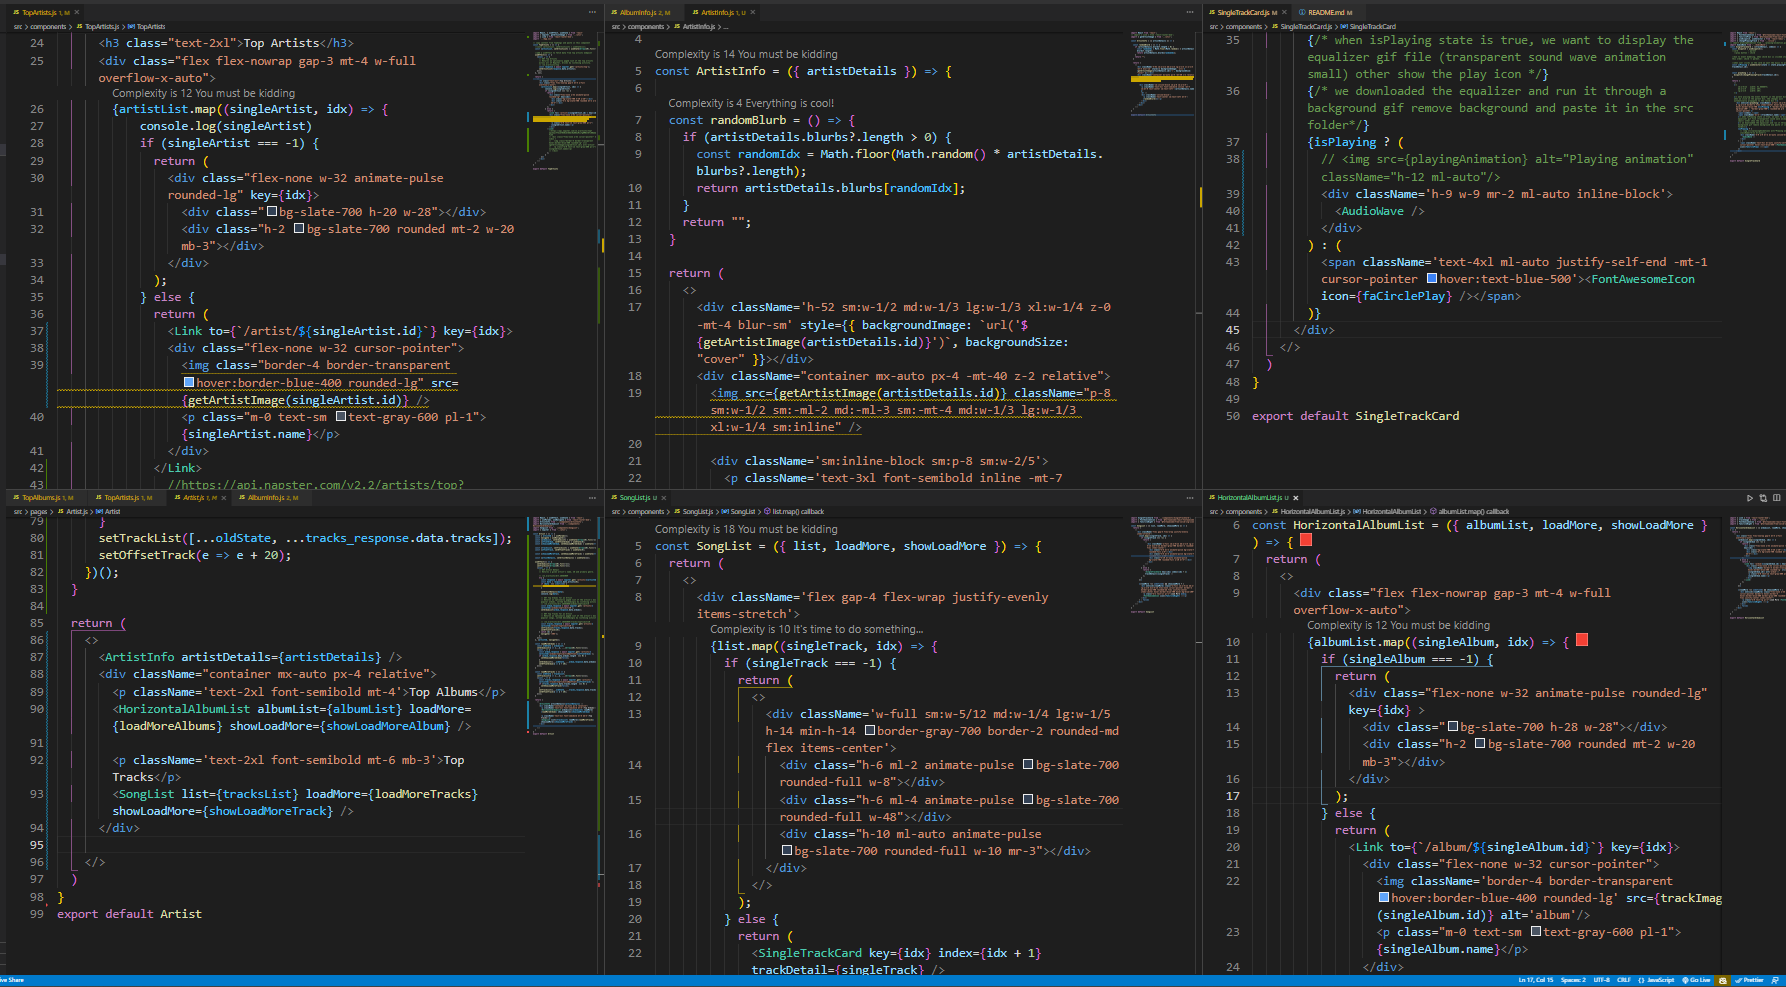 TopArtists.js 1, M
src > components > TopArtists.js > TopArtists
24 <h3 class="text-2xl">Top Artists</h3>
25 <div class="flex flex-nowrap gap-3 mt-4 w-full
overflow-x-auto">
Complexity is 12 You must be kidding
26 {artistList.map((singleArtist, idx) => {
27 console.log(singleArtist)
28 if (singleArtist === -1) {
29 return (
30 <div class="flex-none w-32 animate-pulse
rounded-lg" key={idx}>
31 <div class="bg-slate-700 h-20 w-28"></div>
32 <div class="h-2 bg-slate-700 rounded mt-2 w-20
mb-3"></div>
33 </div>
34 );
35 } else {
36 return (
37 <Link to={`/artist/${singleArtist.id}`} key={idx}>
38 <div class="flex-none w-32 cursor-pointer">
39 <img class="border-4 border-transparent
hover:border-blue-400 rounded-lg" src=
{getArtistImage(singleArtist.id)} />
40 <p class="m-0 text-sm text-gray-600 pl-1">
{singleArtist.name}</p>
41 </div>
42 </Link>
43 //https://api.napster.com/v2.2/artists/top?
AlbumInfo.js 2, M ArtistInfo.js 1, U
src > components > ArtistInfo.js > ...
4
Complexity is 14 You must be kidding
5 const ArtistInfo = ({ artistDetails }) => {
6
Complexity is 4 Everything is cool!
7 const randomBlurb = () => {
8 if (artistDetails.blurbs?.length > 0) {
9 const randomIdx = Math.floor(Math.random() * artistDetails.
blurbs?.length);
10 return artistDetails.blurbs[randomIdx];
11 }
12 return "";
13 }
14
15 return (
16 <>
17 <div className='h-52 sm:w-1/2 md:w-1/3 lg:w-1/3 xl:w-1/4 z-0
-mt-4 blur-sm' style={{ backgroundImage: `url('$
{getArtistImage(artistDetails.id)}')`, backgroundSize:
"cover" }}></div>
18 <div className="container mx-auto px-4 -mt-40 z-2 relative">
19 <img src={getArtistImage(artistDetails.id)} className="p-8
sm:w-1/2 sm:-ml-2 md:-ml-3 sm:-mt-4 md:w-1/3 lg:w-1/3
xl:w-1/4 sm:inline" />
20
21 <div className='sm:inline-block sm:p-8 sm:w-2/5'>
22 <p className='text-3xl font-semibold inline -mt-7
SingleTrackCard.js M README.md M
src > components > SingleTrackCard.js > SingleTrackCard
35 {/* when isPlaying state is true, we want to display the
equalizer gif file (transparent sound wave animation
small) other show the play icon */}
36 {/* we downloaded the equalizer and run it through a
background gif remove background and paste it in the src
folder*/}
37 {isPlaying ? (
38 // <img src={playingAnimation} alt="Playing animation"
className="h-12 ml-auto"/>
39 <div className='h-9 w-9 mr-2 ml-auto inline-block'>
40 <AudioWave />
41 </div>
42 ) : (
43 <span className='text-4xl ml-auto justify-self-end -mt-1
cursor-pointer hover:text-blue-500'><FontAwesomeIcon
icon={faCirclePlay} /></span>
44 )}
45 </div>
46 </>
47 )
48 }
49
50 export default SingleTrackCard
TopAlbums.js 1, M TopArtists.js 1, M Artist.js 1, M AlbumInfo.js 2, M
src > pages > Artist.js > Artist
79 }
80 setTrackList([...oldState, ...tracks_response.data.tracks]);
81 setOffsetTrack(e => e + 20);
82 })();
83 }
84
85 return (
86 <>
87 <ArtistInfo artistDetails={artistDetails} />
88 <div className="container mx-auto px-4 relative">
89 <p className='text-2xl font-semibold mt-4'>Top Albums</p>
90 <HorizontalAlbumList albumList={albumList} loadMore=
{loadMoreAlbums} showLoadMore={showLoadMoreAlbum} />
91
92 <p className='text-2xl font-semibold mt-6 mb-3'>Top
Tracks</p>
93 <SongList list={tracksList} loadMore={loadMoreTracks}
showLoadMore={showLoadMoreTrack} />
94 </div>
95
96 </>
97 )
98 }
99 export default Artist
SongList.js U
src > components > SongList.js > SongList > list.map() callback
Complexity is 18 You must be kidding
5 const SongList = ({ list, loadMore, showLoadMore }) => {
6 return (
7 <>
8 <div className='flex gap-4 flex-wrap justify-evenly
items-stretch'>
Complexity is 10 It's time to do something...
9 {list.map((singleTrack, idx) => {
10 if (singleTrack === -1) {
11 return (
12 <>
13 <div className='w-full sm:w-5/12 md:w-1/4 lg:w-1/5
h-14 min-h-14 border-gray-700 border-2 rounded-md
flex items-center'>
14 <div class="h-6 ml-2 animate-pulse bg-slate-700
rounded-full w-8"></div>
15 <div class="h-6 ml-4 animate-pulse bg-slate-700
rounded-full w-48"></div>
16 <div class="h-10 ml-auto animate-pulse
bg-slate-700 rounded-full w-10 mr-3"></div>
17 </div>
18 </>
19 );
20 } else {
21 return (
22 <SingleTrackCard key={idx} index={idx + 1}
trackDetail={singleTrack} />
HorizontalAlbumList.js U
src > components > HorizontalAlbumList.js > HorizontalAlbumList > albumList.map() callback
6 const HorizontalAlbumList = ({ albumList, loadMore, showLoadMore }
) => {
7 return (
8 <>
9 <div class="flex flex-nowrap gap-3 mt-4 w-full
overflow-x-auto">
Complexity is 12 You must be kidding
10 {albumList.map((singleAlbum, idx) => {
11 if (singleAlbum === -1) {
12 return (
13 <div class="flex-none w-32 animate-pulse rounded-lg"
key={idx} >
14 <div class="bg-slate-700 h-28 w-28"></div>
15 <div class="h-2 bg-slate-700 rounded mt-2 w-20
mb-3"></div>
16 </div>
17 );
18 } else {
19 return (
20 <Link to={`/album/${singleAlbum.id}`} key={idx}>
21 <div class="flex-none w-32 cursor-pointer">
22 <img className='border-4 border-transparent
hover:border-blue-400 rounded-lg' src={trackImag
(singleAlbum.id)} alt='album'/>
23 <p class="m-0 text-sm text-gray-600 pl-1">
{singleAlbum.name}</p>
24 </div>
ive Share
Ln 17, Col 15 Spaces: 2 UTF-8 CRLF {} JavaScript Go Live Prettier